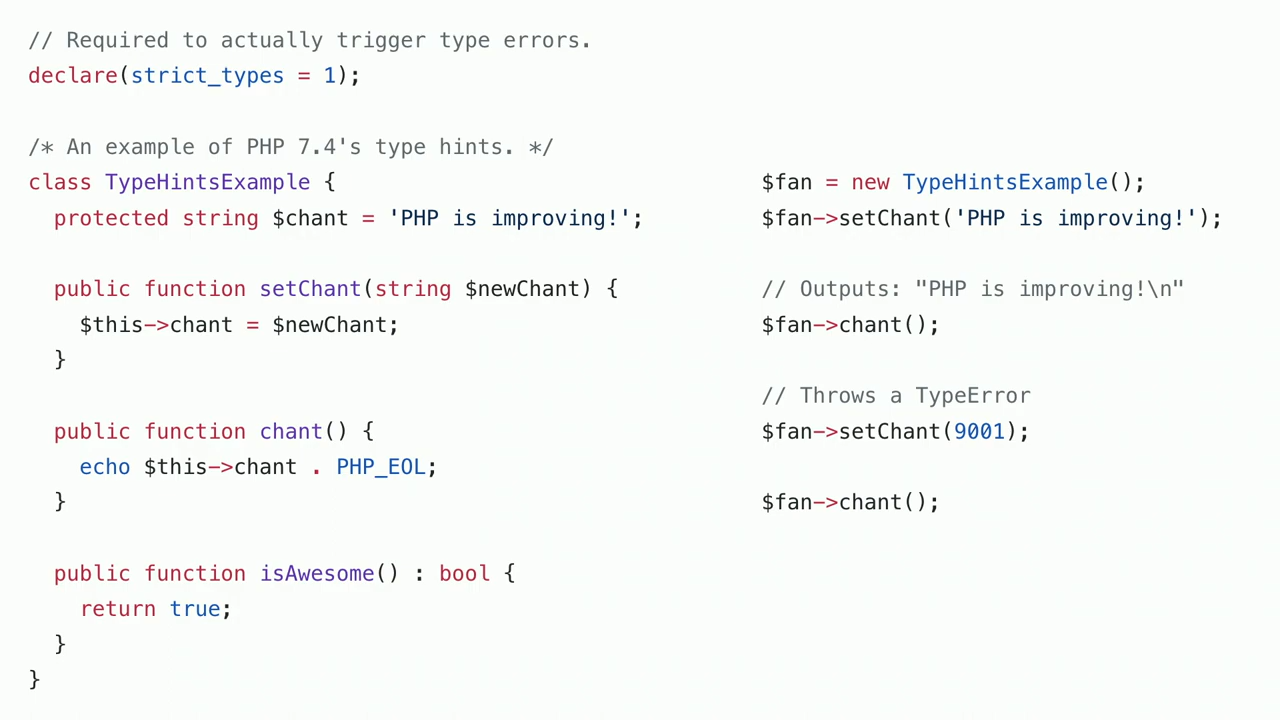 // Required to actually trigger type errors.
declare(strict_types = 1);
/* An example of PHP 7.4's type hints. */
class TypeHintsExample {
protected string $chant = 'PHP is improving!';
public function setChant(string $newChant) {
$this->chant = $newChant;
}
public function chant() {
echo $this->chant . PHP_EOL;
}
public function isAwesome() : bool {
return true;
}
}
$fan = new TypeHintsExample();
$fan->setChant('PHP is improving!');
// Outputs: "PHP is improving!\n"
$fan->chant();
// Throws a TypeError
$fan->setChant(9001);
$fan->chant();